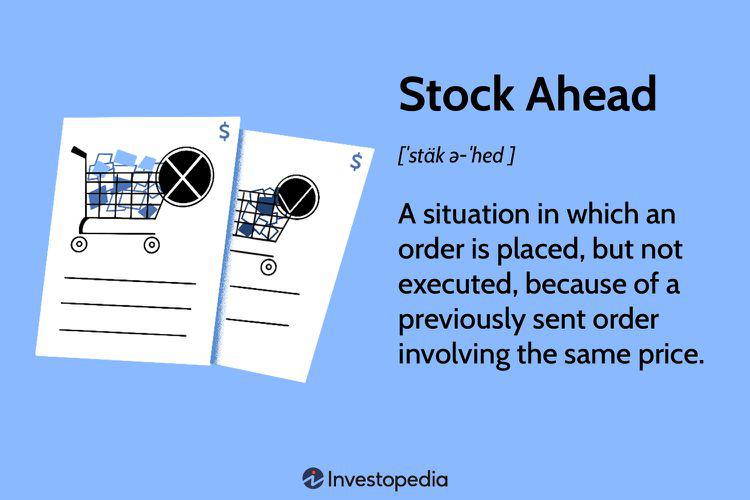 $
$
Stock Ahead
[ˈstäk ə-ˈhed ]
A situation in which an
order is placed, but not
executed, because of a
previously sent order
involving the same price.
Investopedia